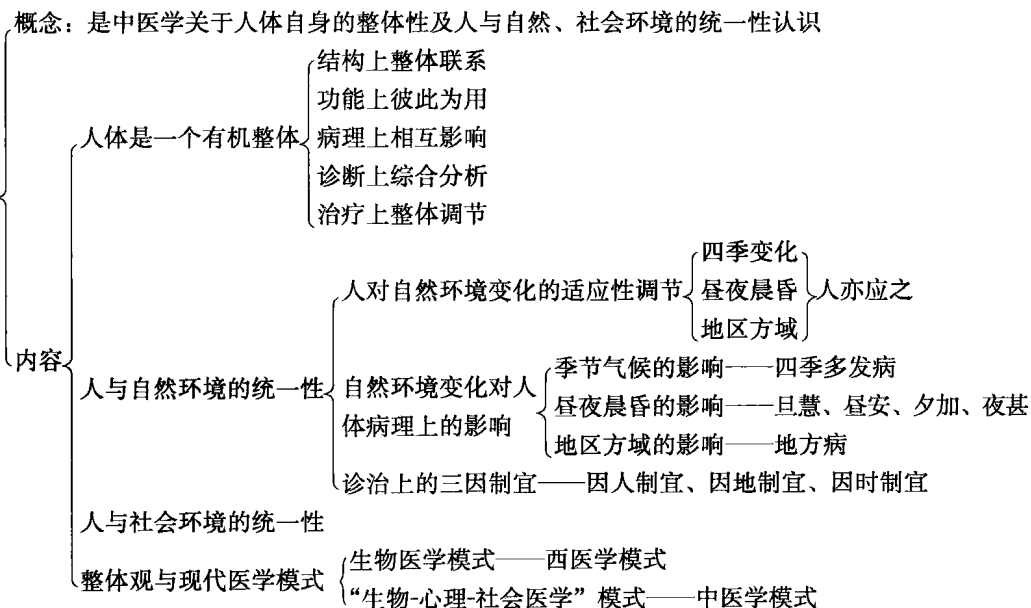 概念：是中医学关于人体自身的整体性及人与自然、社会环境的统一性认识
内容
人体是一个有机整体
结构上整体联系
功能上彼此为用
病理上相互影响
诊断上综合分析
治疗上整体调节
人与自然环境的统一性
人对自然环境变化的适应性调节
四季变化
昼夜晨昏
地区方域
人亦应之
自然环境变化对人
体病理上的影响
季节气候的影响——四季多发病
昼夜晨昏的影响——旦慧、昼安、夕加、夜甚
地区方域的影响——地方病
诊治上的三因制宜——因人制宜、因地制宜、因时制宜
人与社会环境的统一性
整体观与现代医学模式
生物医学模式——西医学模式
“生物-心理-社会医学”模式——中医学模式